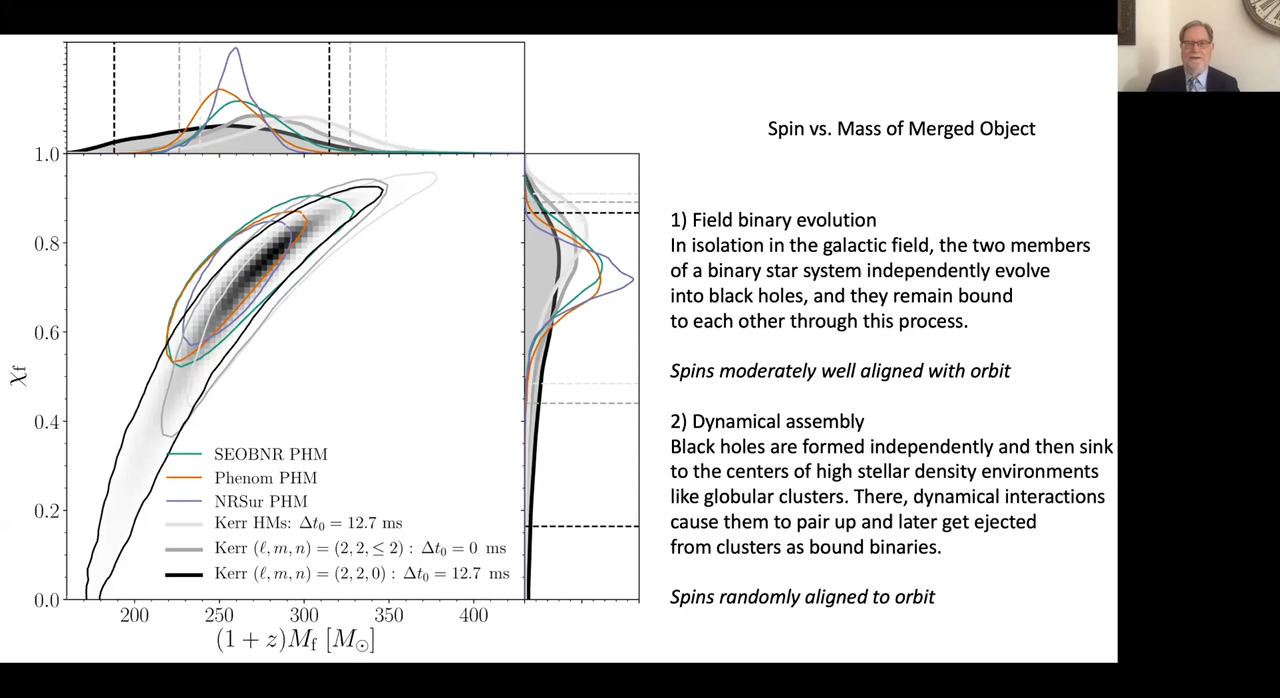 Spin vs. Mass of Merged Object
1) Field binary evolution
In isolation in the galactic field, the two members
of a binary star system independently evolve
into black holes, and they remain bound
to each other through this process.
Spins moderately well aligned with orbit
2) Dynamical assembly
Black holes are formed independently and then sink
to the centers of high stellar density environments
like globular clusters. There, dynamical interactions
cause them to pair up and later get ejected
from clusters as bound binaries.
Spins randomly aligned to orbit
1.0
0.8
0.6
0.4
0.2
0.0
χf
SEOBNR PHM
Phenom PHM
NRSur PHM
Kerr HMs: Δt₀ = 12.7 ms
Kerr (ℓ, m, n) = (2, 2, ≤ 2) : Δt₀ = 0 ms
Kerr (ℓ, m, n) = (2, 2, 0) : Δt₀ = 12.7 ms
200 250 300 350 400
(1 + z)Mf [M⊙]